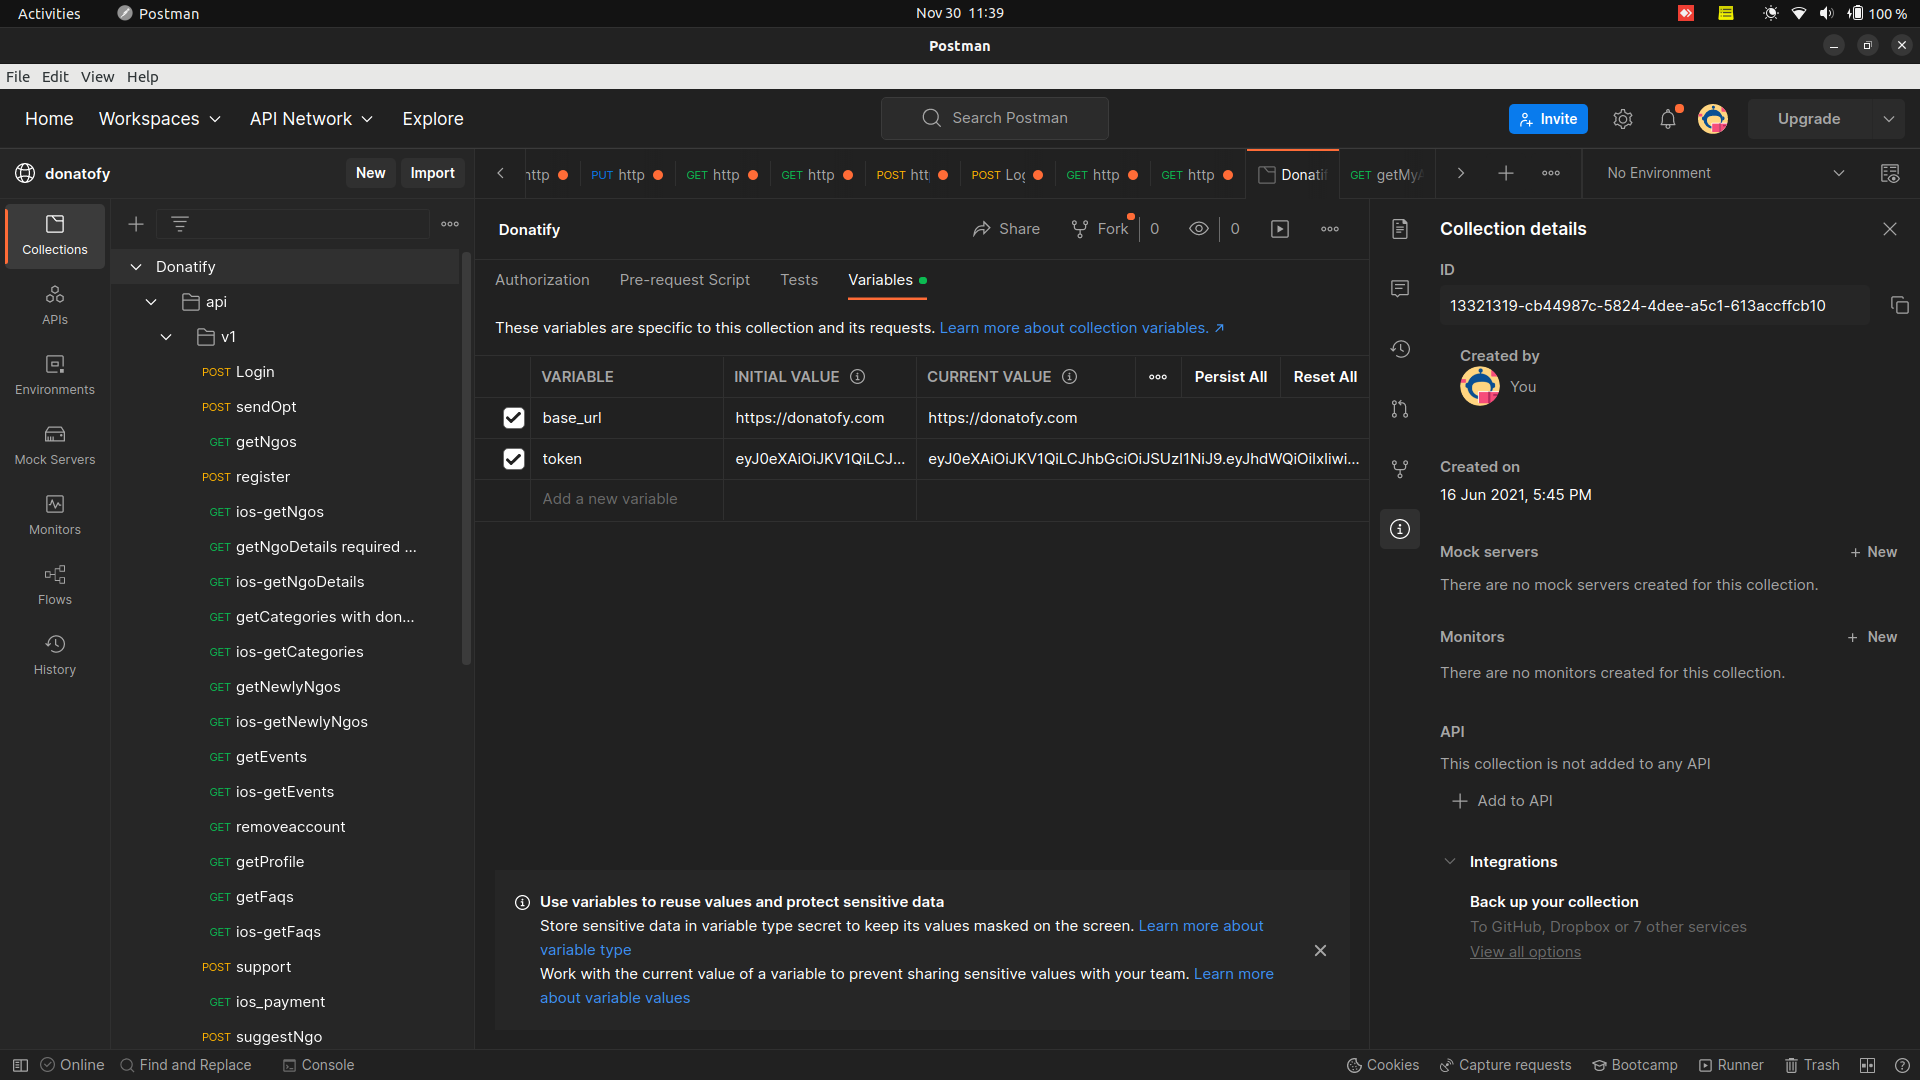 Activities
Postman
Nov 30 11:39
100 %
Postman
File Edit View Help
Home
Workspaces
API Network
Explore
Search Postman
Invite
Upgrade
donatofy
New
Import
PUT http
GET http
GET http
POST
POST
GET http
GET http
GET
No Environment
Collections
APIs
Environments
Mock Servers
Monitors
Flows
History
Donatify
api
v1
POST Login
POST sendOpt
GET getNgos
POST register
GET ios-getNgos
GET getNgoDetails required ...
GET ios-getNgoDetails
GET getCategories with don...
GET ios-getCategories
GET getNewlyNgos
GET ios-getNewlyNgos
GET getEvents
GET ios-getEvents
GET removeaccount
GET getProfile
GET getFaqs
GET ios-getFaqs
POST support
GET ios_payment
POST suggestNgo
Donatify
Share
Fork
0
0
Authorization
Pre-request Script
Tests
Variables
These variables are specific to this collection and its requests. Learn more about collection variables. ↗
VARIABLE
INITIAL VALUE
CURRENT VALUE
Persist All
Reset All
base_url
https://donatofy.com
https://donatofy.com
token
eyJ0eXAiOiJKV1QiLCJ...
eyJ0eXAiOiJKV1QiLCJhbGciOiJSUzI1NiJ9.eyJhdWQiOiIxIiwi...
Add a new variable
Use variables to reuse values and protect sensitive data
Store sensitive data in variable type secret to keep its values masked on the screen. Learn more about
variable type
Work with the current value of a variable to prevent sharing sensitive values with your team. Learn more
about variable values
Collection details
ID
13321319-cb44987c-5824-4dee-a5c1-613accffcb10
Created by
You
Created on
16 Jun 2021, 5:45 PM
Mock servers
+ New
There are no mock servers created for this collection.
Monitors
+ New
There are no monitors created for this collection.
API
This collection is not added to any API
+ Add to API
Integrations
Back up your collection
To GitHub, Dropbox or 7 other services
View all options
Online
Find and Replace
Console
Cookies
Capture requests
Bootcamp
Runner
Trash